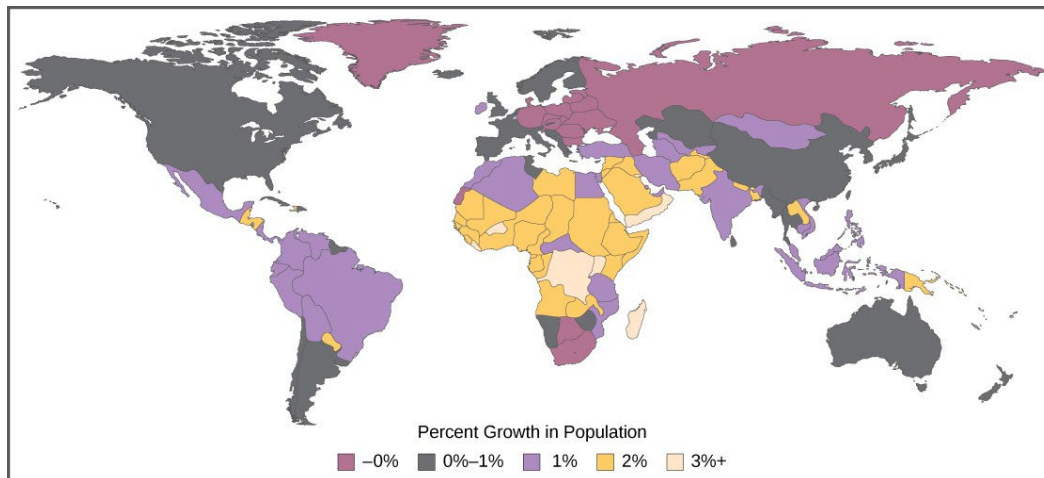 Percent Growth in Population
–0% 0%–1% 1% 2% 3%+